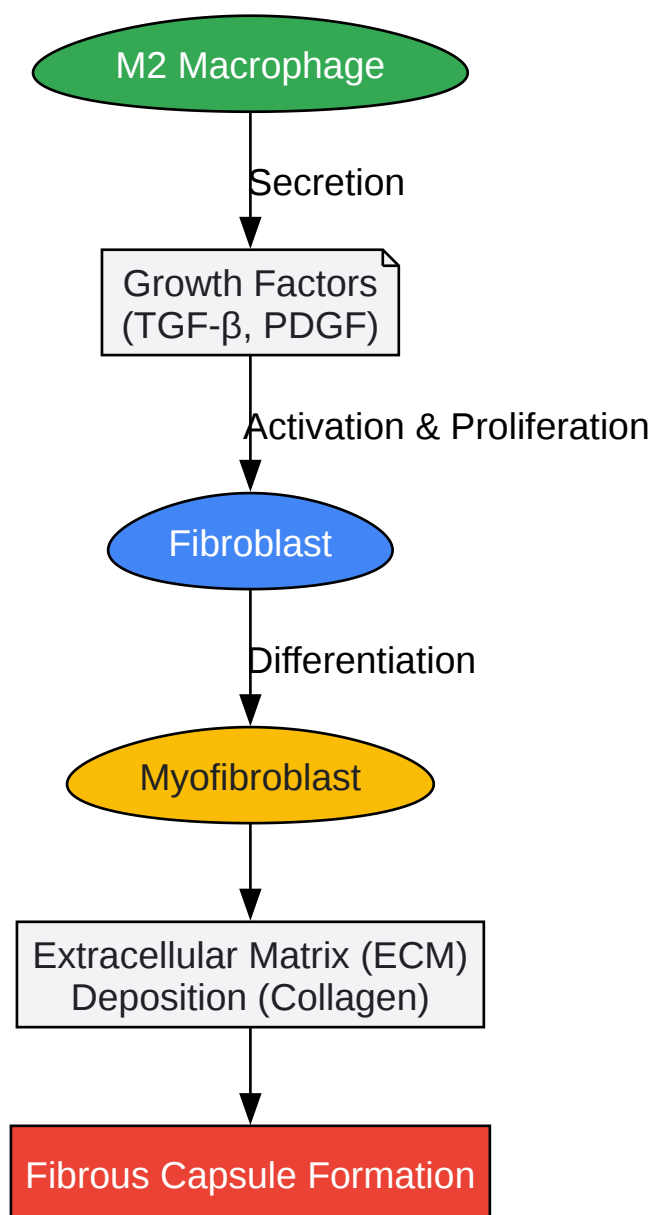 M2 Macrophage
Secretion
Growth Factors
(TGF-β, PDGF)
Activation & Proliferation
Fibroblast
Differentiation
Myofibroblast
Extracellular Matrix (ECM)
Deposition (Collagen)
Fibrous Capsule Formation